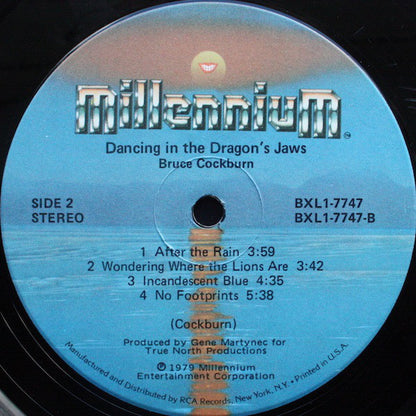 millennium
TM
Dancing in the Dragon's Jaws
Bruce Cockburn
SIDE 2
STEREO
BXL1-7747
BXL1-7747-B
1 After the Rain 3:59
2 Wondering Where the Lions Are 3:42
3 Incandescent Blue 4:35
4 No Footprints 5:38
(Cockburn)
Produced by Gene Martynec for
True North Productions
℗ 1979 Millennium
Entertainment Corporation
Manufactured and Distributed by RCA Records, N.Y., N.Y. • Printed in U.S.A.